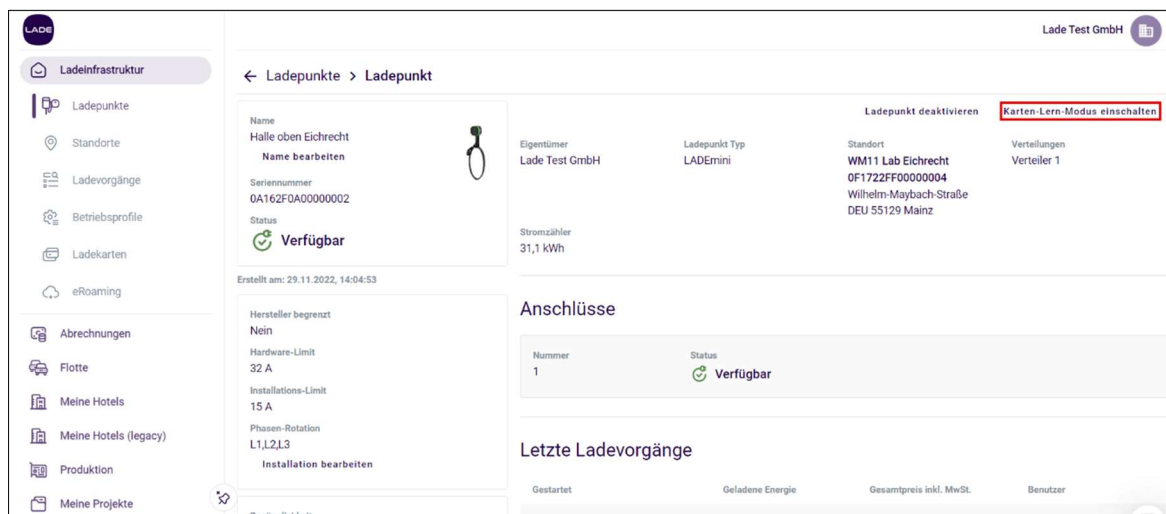 LADE
Lade Test GmbH
Ladeinfrastruktur
Ladepunkte
Standorte
Ladevorgänge
Betriebsprofile
Ladekarten
eRoaming
Abrechnungen
Flotte
Meine Hotels
Meine Hotels (legacy)
Produktion
Meine Projekte
← Ladepunkte > Ladepunkt
Name
Halle oben Eichrecht
Name bearbeiten
Seriennummer
0A162F0A00000002
Status
Verfügbar
Erstellt am: 29.11.2022, 14:04:53
Hersteller begrenzt
Nein
Hardware-Limit
32 A
Installations-Limit
15 A
Phasen-Rotation
L1,L2,L3
Installation bearbeiten
Ladepunkt deaktivieren
Karten-Lern-Modus einschalten
Eigentümer
Lade Test GmbH
Ladepunkt Typ
LADEmini
Standort
WM11 Lab Eichrecht
0F1722FF00000004
Wilhelm-Maybach-Straße
DEU 55129 Mainz
Verteilungen
Verteiler 1
Stromzähler
31,1 kWh
Anschlüsse
Nummer
1
Status
Verfügbar
Letzte Ladevorgänge
Gestartet
Geladene Energie
Gesamtpreis inkl. MwSt.
Benutzer